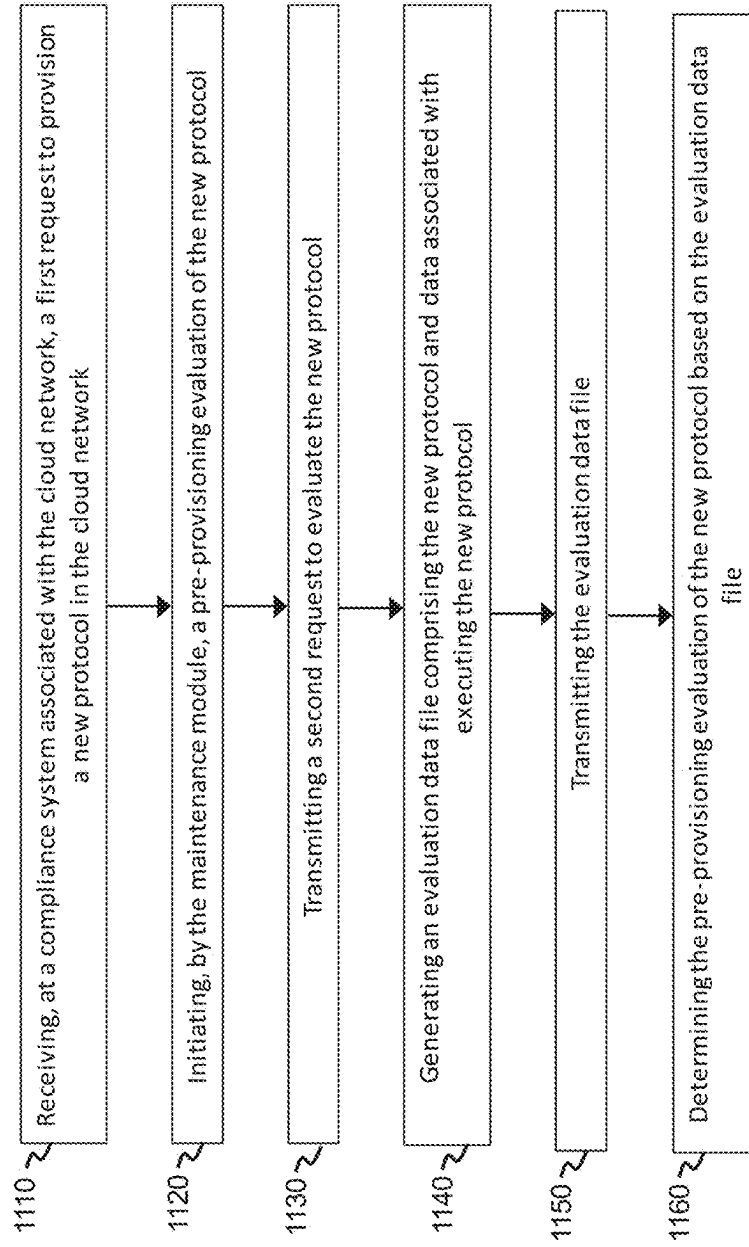 1110
Receiving, at a compliance system associated with the cloud network, a first request to provision
a new protocol in the cloud network
1120
Initiating, by the maintenance module, a pre-provisioning evaluation of the new protocol
1130
Transmitting a second request to evaluate the new protocol
1140
Generating an evaluation data file comprising the new protocol and data associated with
executing the new protocol
1150
Transmitting the evaluation data file
1160
Determining the pre-provisioning evaluation of the new protocol based on the evaluation data
file